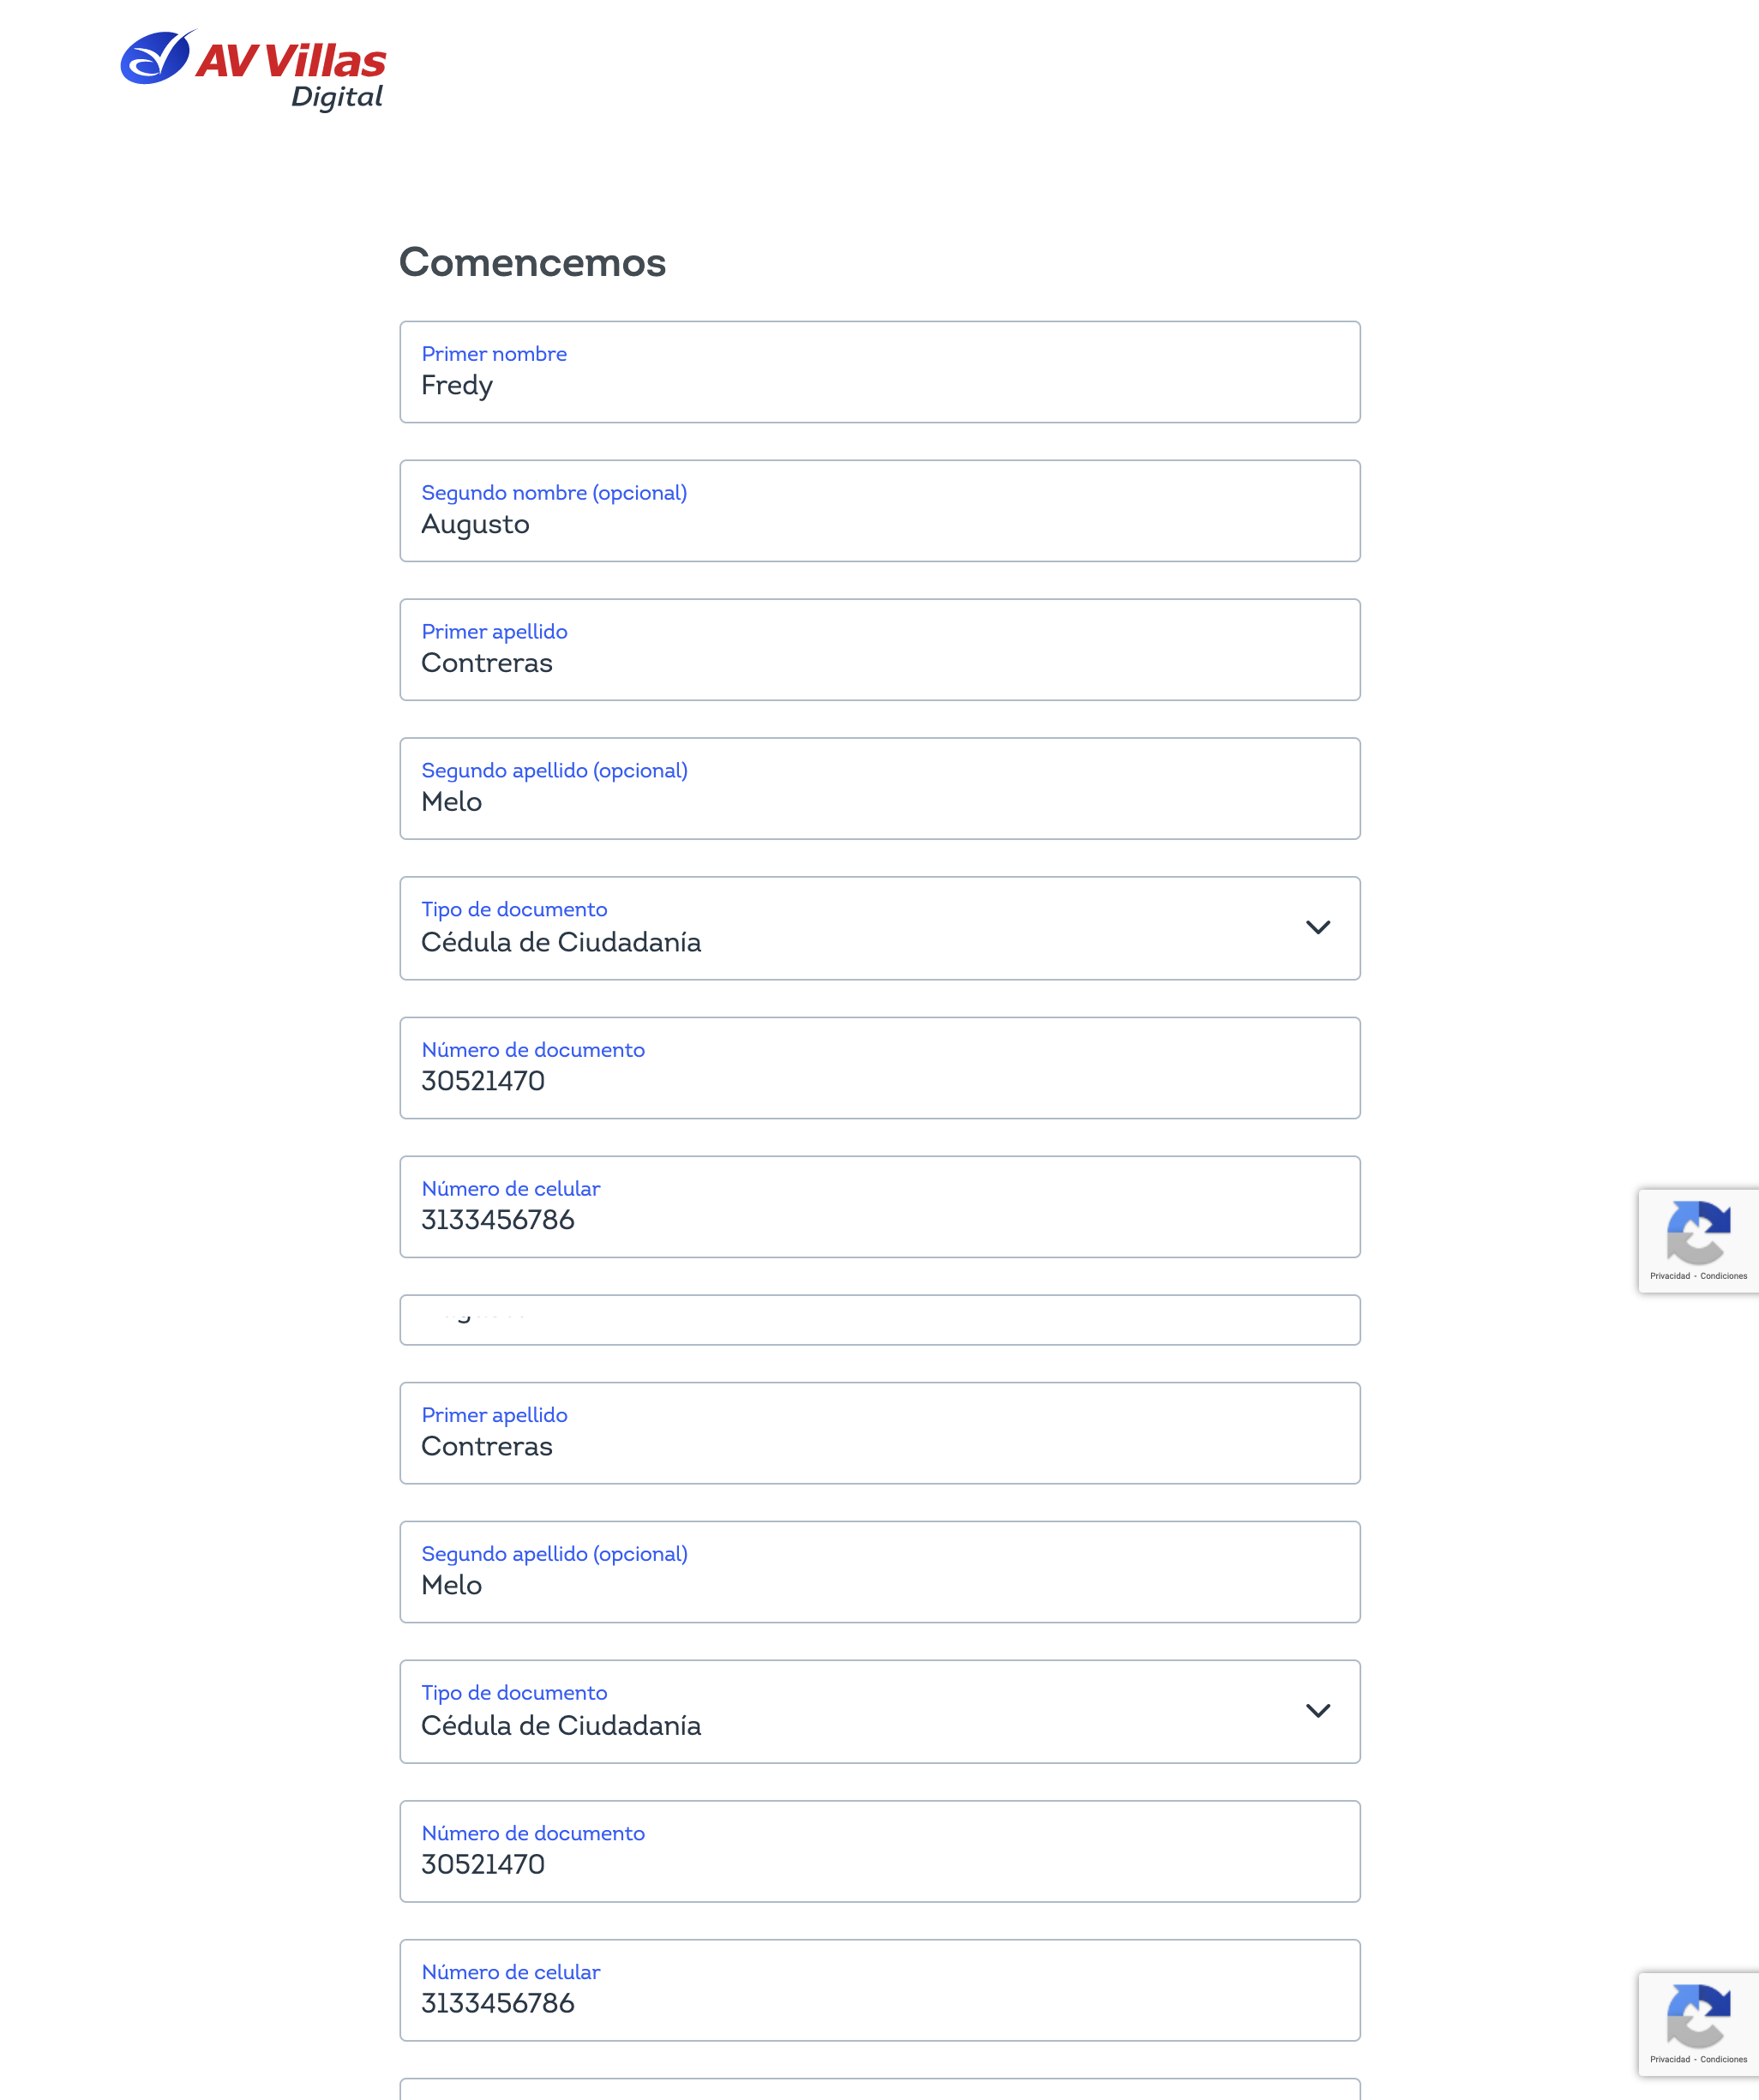 AV Villas
Digital
Comencemos
Primer nombre
Fredy
Segundo nombre (opcional)
Augusto
Primer apellido
Contreras
Segundo apellido (opcional)
Melo
Tipo de documento
Cédula de Ciudadanía
Número de documento
30521470
Número de celular
3133456786
Privacidad - Condiciones
Primer apellido
Contreras
Segundo apellido (opcional)
Melo
Tipo de documento
Cédula de Ciudadanía
Número de documento
30521470
Número de celular
3133456786
Privacidad - Condiciones